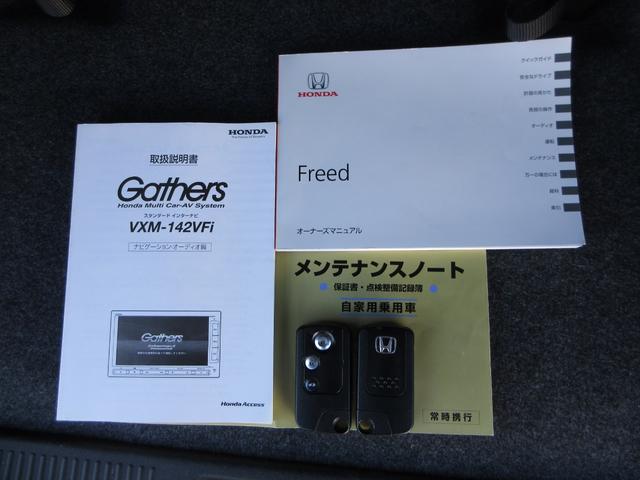 HONDA
Freed
オーナーズマニュアル
クイックガイド
安全なドライブ
計器の見かた
各部の操作
オーディオ
運転
メンテナンス
万一の場合には
資料
索引
HONDA
The Power of Dreams
取扱説明書
Gathers
Honda Multi Car-AV System
スタンダード インターナビ
VXM-142VFi
ナビゲーション・オーディオ編
Gathers
Honda Access
メンテナンスノート
保証書・点検整備記録簿
自家用乗用車
常時携行